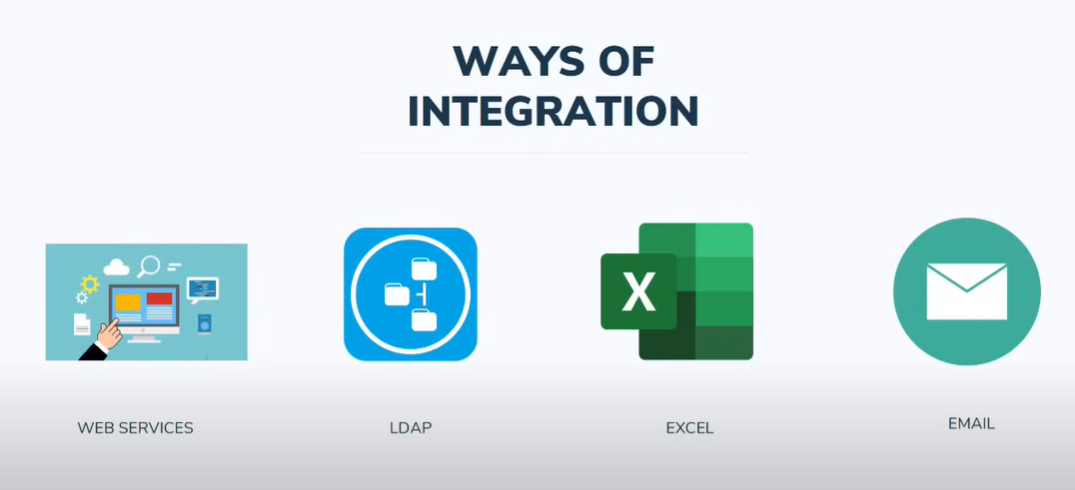 WAYS OF
INTEGRATION
X
WEB SERVICES
LDAP
EXCEL
EMAIL